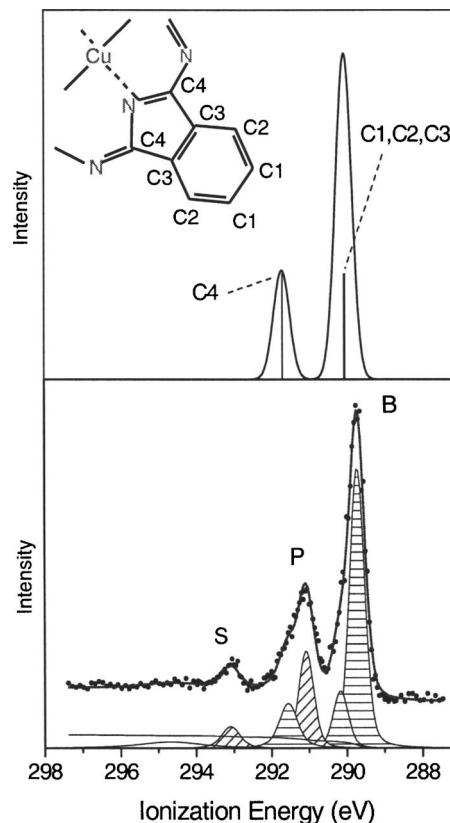 Intensity
Cu
N
N
C4
C3
C2
C4
N
C3
C1
C2
C1
C1,C2,C3
C4
Intensity
B
P
S
298 296 294 292 290 288
Ionization Energy (eV)